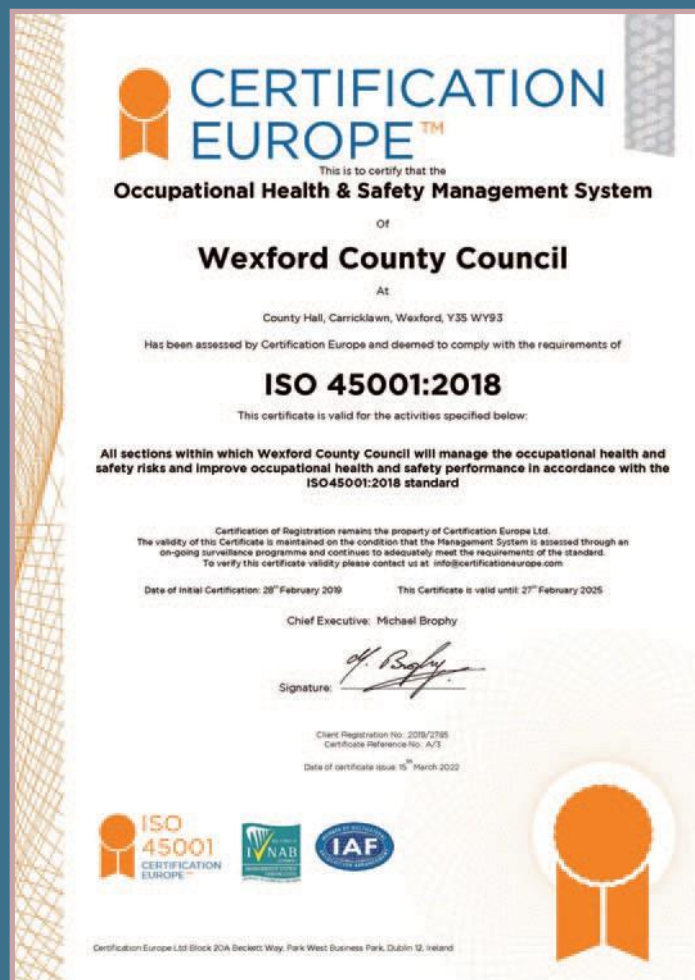 CERTIFICATION
EUROPE™
This is to certify that the
Occupational Health & Safety Management System
Of
Wexford County Council
At
County Hall, Carricklawn, Wexford, Y35 WY93
Has been assessed by Certification Europe and deemed to comply with the requirements of
ISO 45001:2018
This certificate is valid for the activities specified below:
All sections within which Wexford County Council will manage the occupational health and
safety risks and improve occupational health and safety performance in accordance with the
ISO45001:2018 standard
Certification of Registration remains the property of Certification Europe Ltd.
The validity of this Certificate is maintained on the condition that the Management System is assessed through an
on-going surveillance programme and continues to adequately meet the requirements of the standard.
To verify this certificate validity please contact us at info@certificationeurope.com
Date of Initial Certification: 28th February 2019 This Certificate is valid until: 27th February 2025
Chief Executive: Michael Brophy
M. Brophy
Signature:
Client Registration No.: 2019/2785
Certificate Reference No.: A/3
Date of certificate issue 15th March 2022
ISO
45001
CERTIFICATION
EUROPE™
INAB
IAF
Certification Europe Ltd Block 20A Beckett Way, Park West Business Park, Dublin 12, Ireland